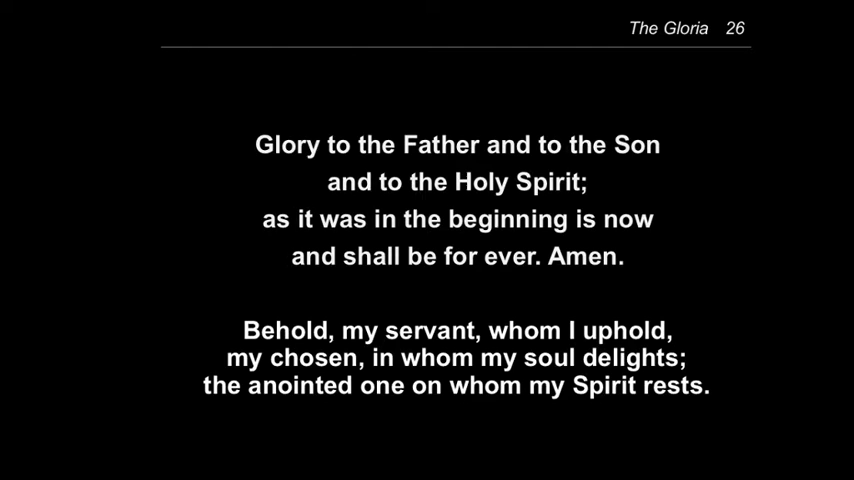 The Gloria 26
Glory to the Father and to the Son
and to the Holy Spirit;
as it was in the beginning is now
and shall be for ever. Amen.
Behold, my servant, whom I uphold,
my chosen, in whom my soul delights;
the anointed one on whom my Spirit rests.